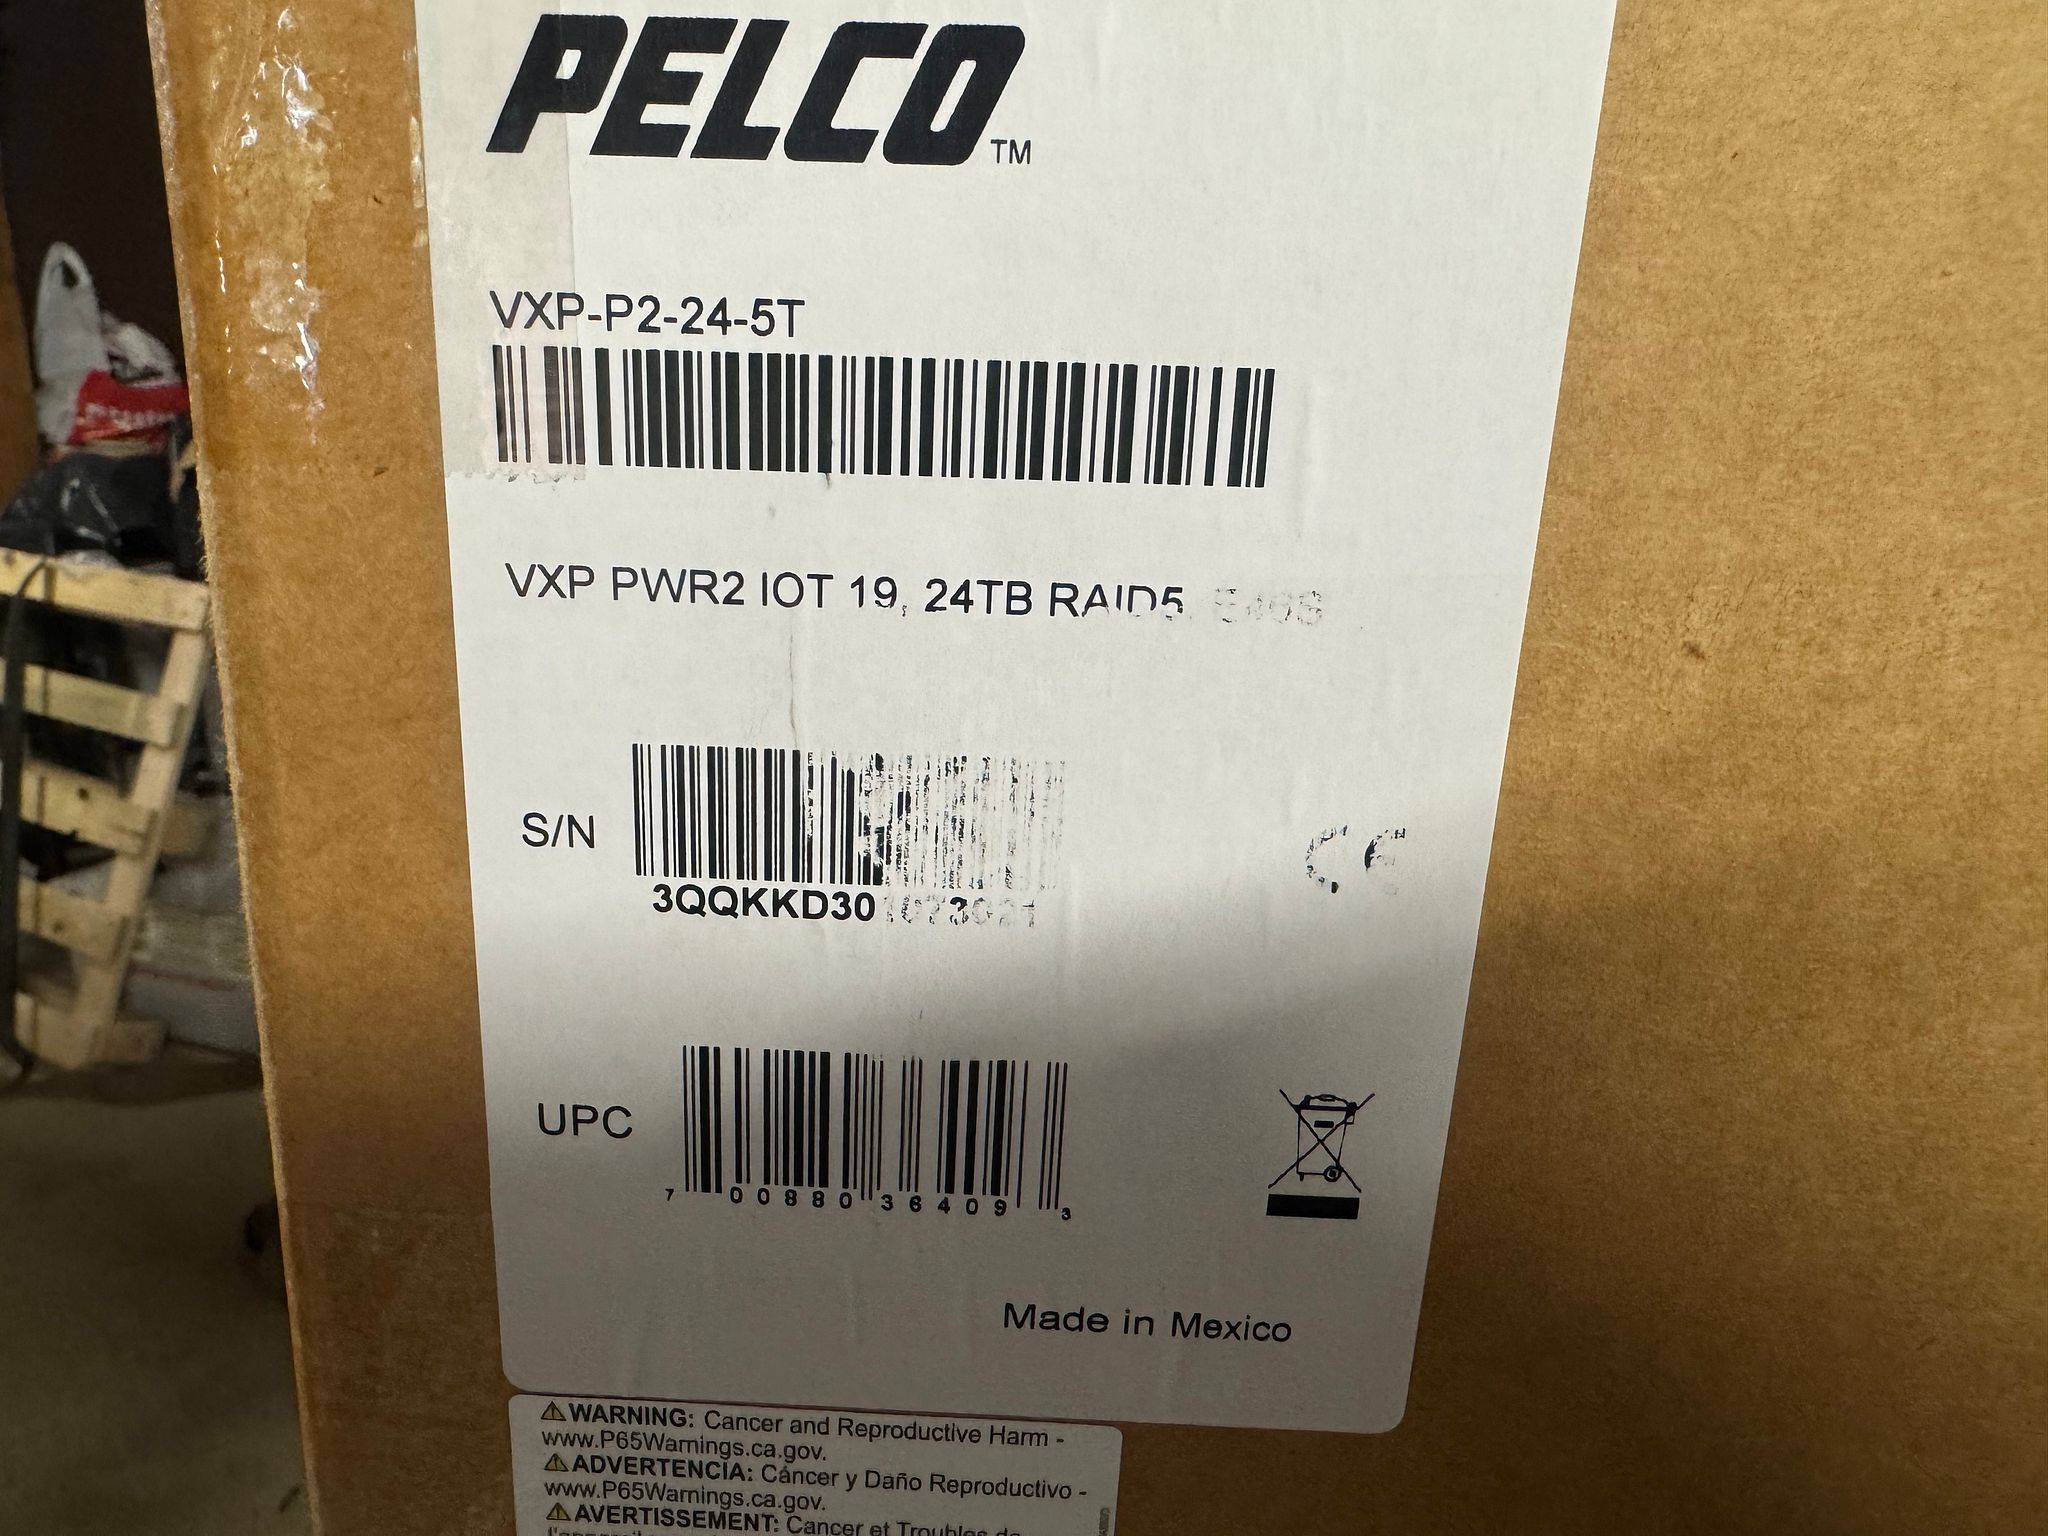 PELCO™
VXP-P2-24-5T
VXP PWR2 IOT 19, 24TB RAID5,
S/N
UPC
7 00880 36409 3
Made in Mexico
⚠WARNING: Cancer and Reproductive Harm -
www.P65Warnings.ca.gov.
⚠ADVERTENCIA: Cáncer y Daño Reproductivo -
www.P65Warnings.ca.gov.
⚠AVERTISSEMENT: Cancer et Troubles de